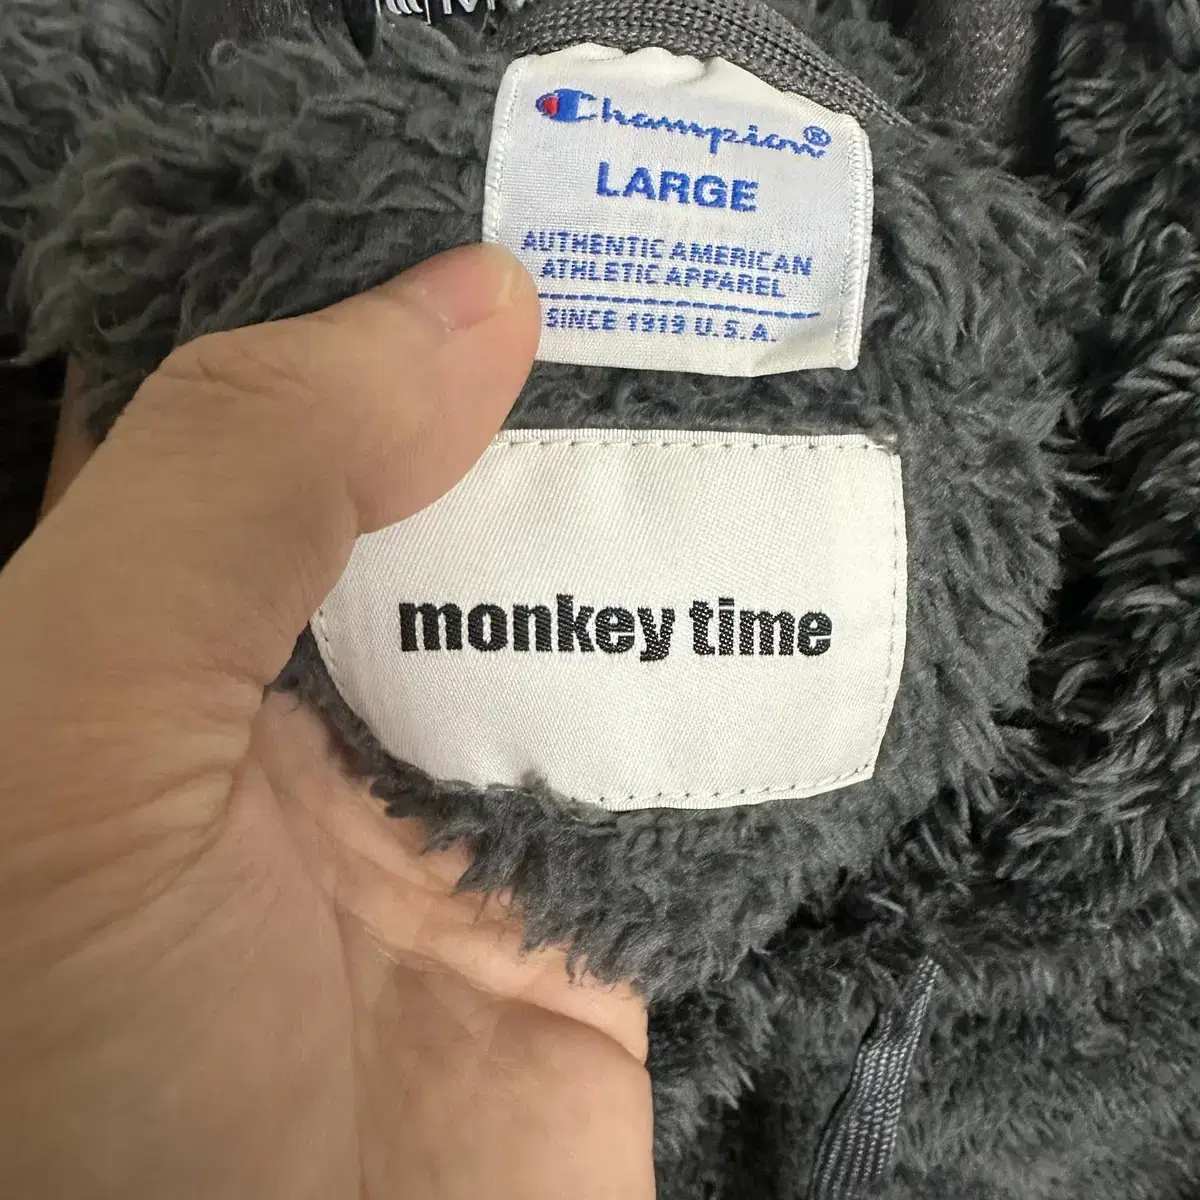 Champion®
LARGE
AUTHENTIC AMERICAN
ATHLETIC APPAREL
SINCE 1919 U.S.A.
monkey time